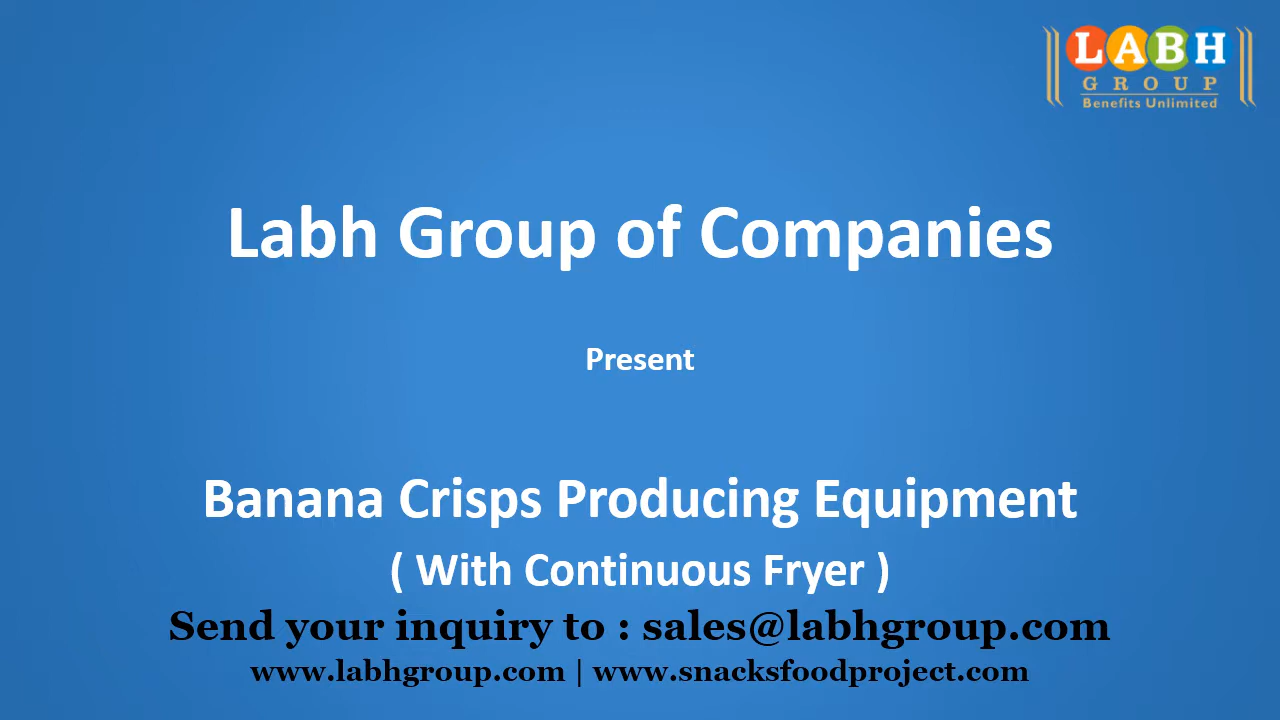 LABH
GROUP
Benefits Unlimited
Labh Group of Companies
Present
Banana Crisps Producing Equipment
( With Continuous Fryer )
Send your inquiry to : sales@labhgroup.com
www.labhgroup.com | www.snacksfoodproject.com